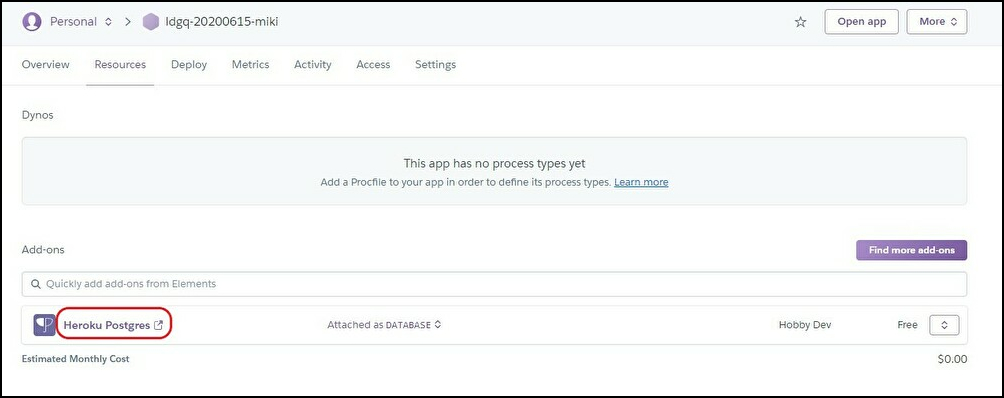 Personal > ldgq-20200615-miki Open app More
Overview Resources Deploy Metrics Activity Access Settings
Dynos
This app has no process types yet
Add a Procfile to your app in order to define its process types. Learn more
Add-ons Find more add-ons
Quickly add add-ons from Elements
Heroku Postgres Attached as DATABASE Hobby Dev Free
Estimated Monthly Cost $0.00